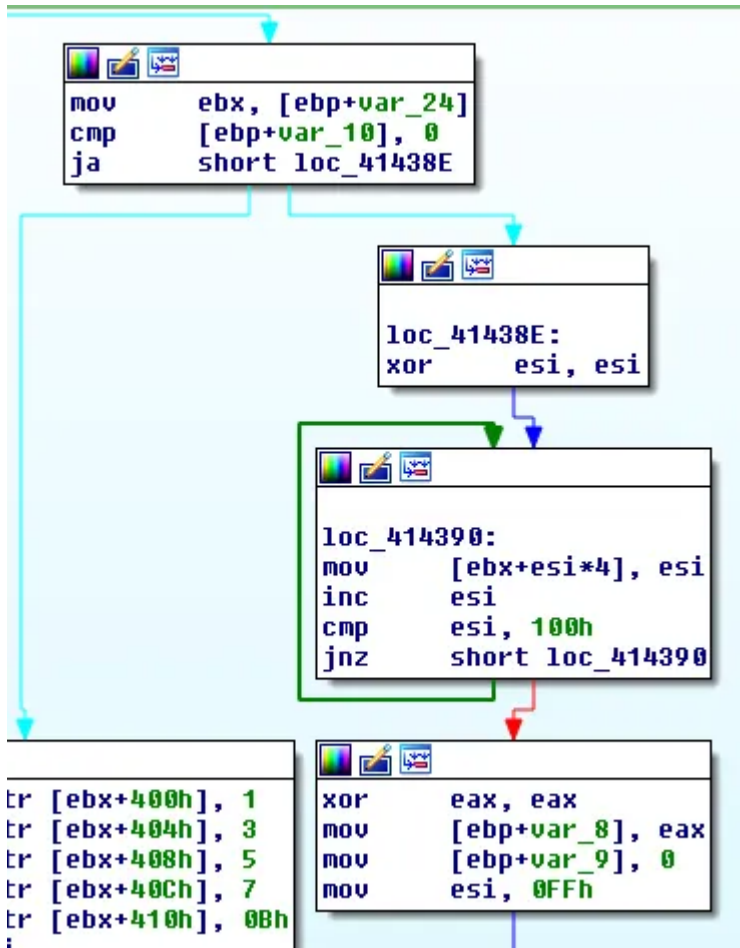 mov ebx, [ebp+var_24]
cmp [ebp+var_10], 0
ja short loc_41438E
loc_41438E:
xor esi, esi
loc_414390:
mov [ebx+esi*4], esi
inc esi
cmp esi, 100h
jnz short loc_414390
tr [ebx+400h], 1
tr [ebx+404h], 3
tr [ebx+408h], 5
tr [ebx+40Ch], 7
tr [ebx+410h], 0Bh
xor eax, eax
mov [ebp+var_8], eax
mov [ebp+var_9], 0
mov esi, 0FFh